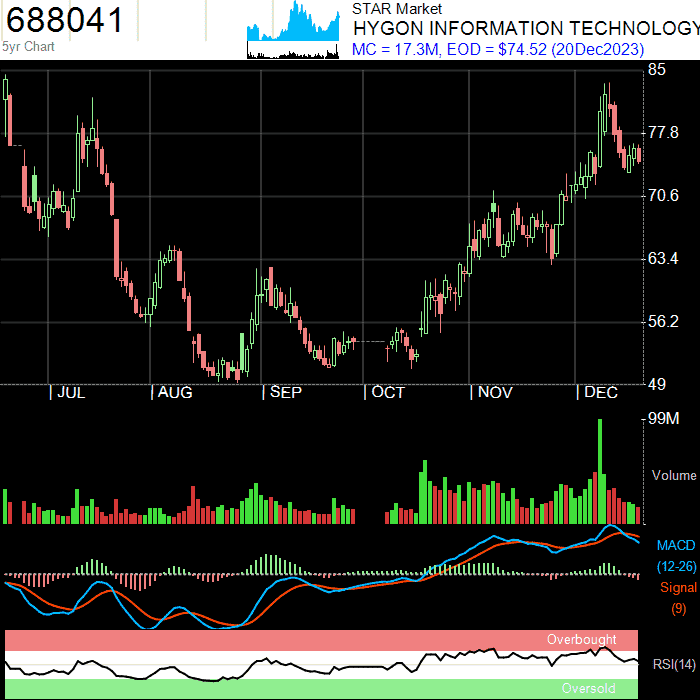 688041
5yr Chart
STAR Market
HYGON INFORMATION TECHNOLOGY
MC = 17.3M, EOD = $74.52 (20Dec2023)
85
77.8
70.6
63.4
56.2
49
JUL AUG SEP OCT NOV DEC
99M
Volume
MACD
(12-26)
Signal
(9)
Overbought
RSI(14)
Oversold